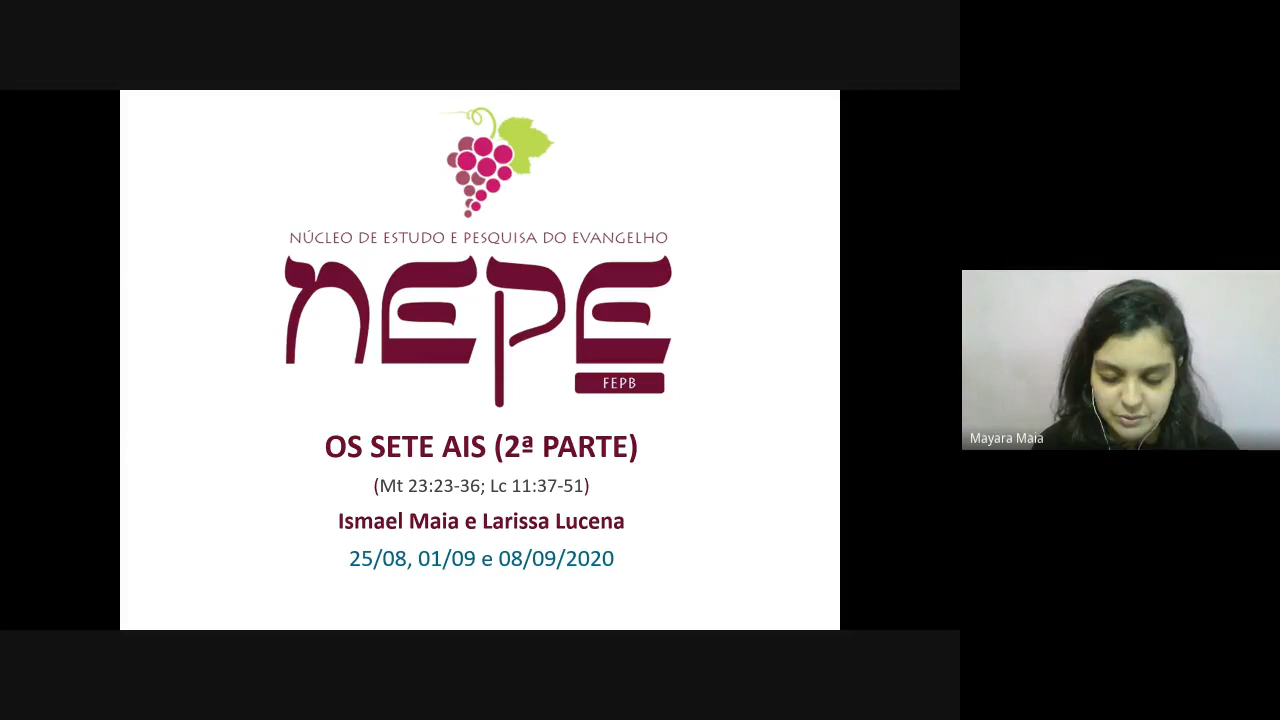 NÚCLEO DE ESTUDO E PESQUISA DO EVANGELHO
NEPE
FEPB
OS SETE AIS (2ª PARTE)
(Mt 23:23-36; Lc 11:37-51)
Ismael Maia e Larissa Lucena
25/08, 01/09 e 08/09/2020
Mayara Maia